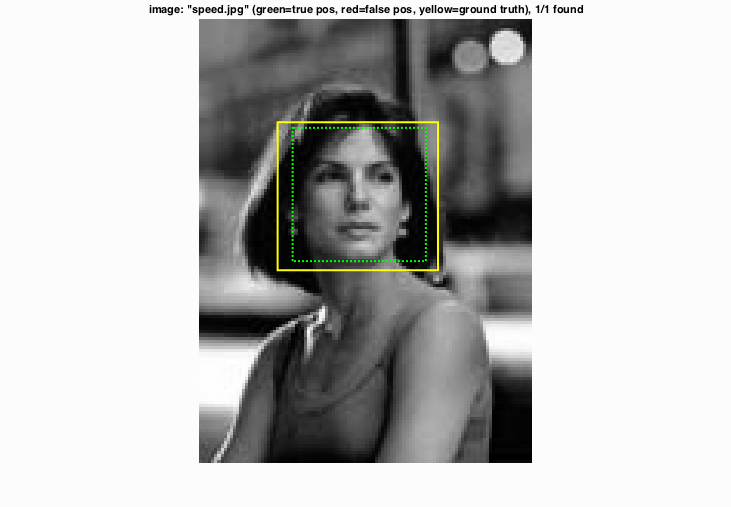 image: "speed.jpg" (green=true pos, red=false pos, yellow=ground truth), 1/1 found